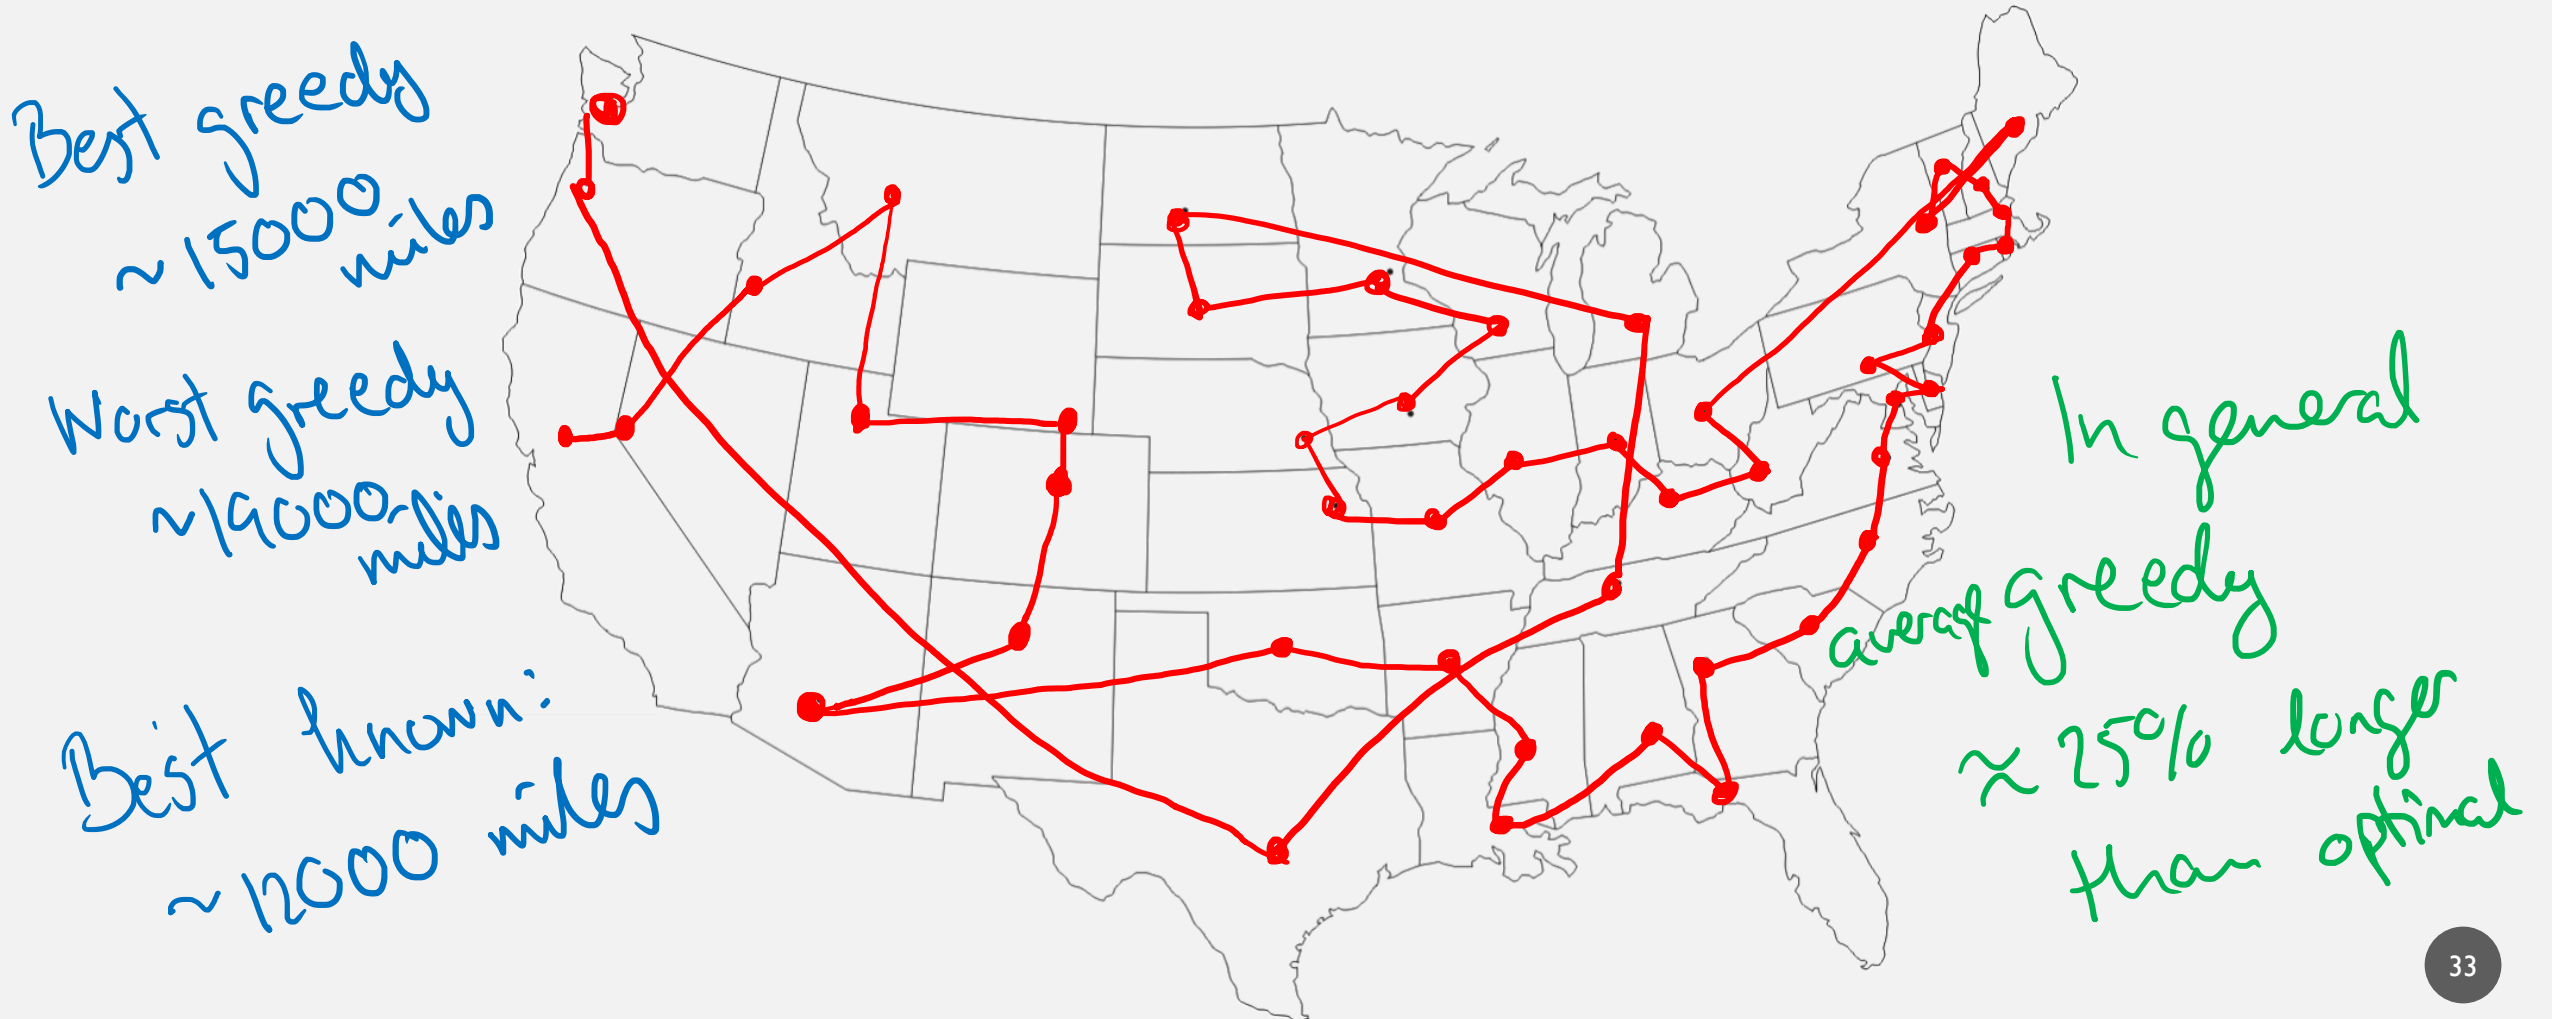 Best greedy
~15000
miles
Worst greedy
~19000
miles
Best known:
~12000 miles
In general
average greedy
≈ 25% longer
than optimal
33